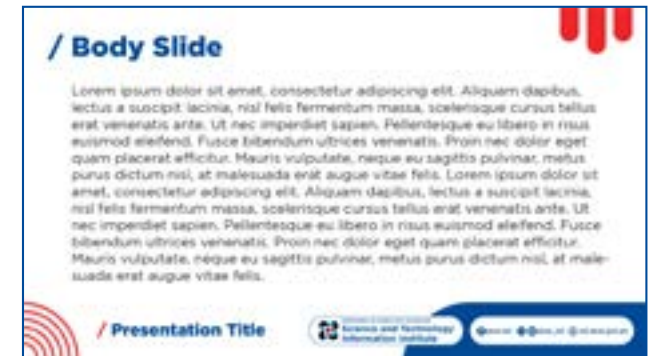 / Body Slide
Lorem ipsum dolor sit amet, consectetur adipiscing elit. Aliquam dapibus,
lectus a suscipit lacinia, nisl felis fermentum massa, scelerisque cursus tellus
erat venenatis ante. Ut nec imperdiet sapien. Pellentesque eu libero in risus
euismod eleifend. Fusce bibendum ultrices venenatis. Proin nec dolor eget
quam placerat efficitur. Mauris vulputate, neque eu sagittis pulvinar, metus
purus dictum nisi, at malesuada erat augue vitae felis. Lorem ipsum dolor sit
amet, consectetur adipiscing elit. Aliquam dapibus, lectus a suscipit lacinia,
nisl felis fermentum massa, scelerisque cursus tellus erat venenatis ante. Ut
nec imperdiet sapien. Pellentesque eu libero in risus euismod eleifend. Fusce
bibendum ultrices venenatis. Proin nec dolor eget quam placerat efficitur.
Mauris vulputate, neque eu sagittis pulvinar, metus purus dictum nisl, at male-
suada erat augue vitae felis.
/ Presentation Title
Science and Technology
Information Institute